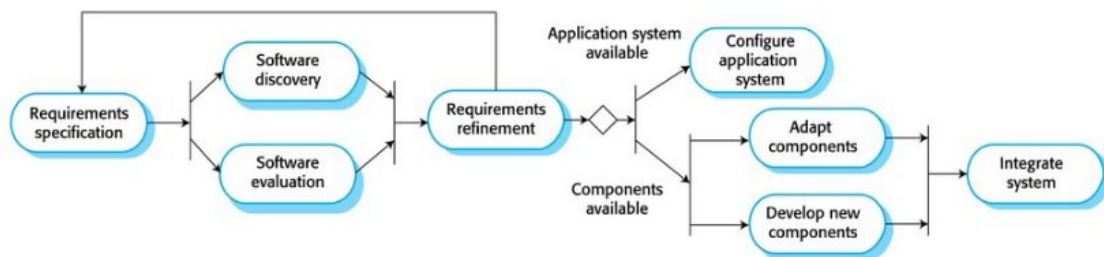 Requirements
specification
Software
discovery
Software
evaluation
Requirements
refinement
Application system
available
Configure
application
system
Components
available
Adapt
components
Develop new
components
Integrate
system